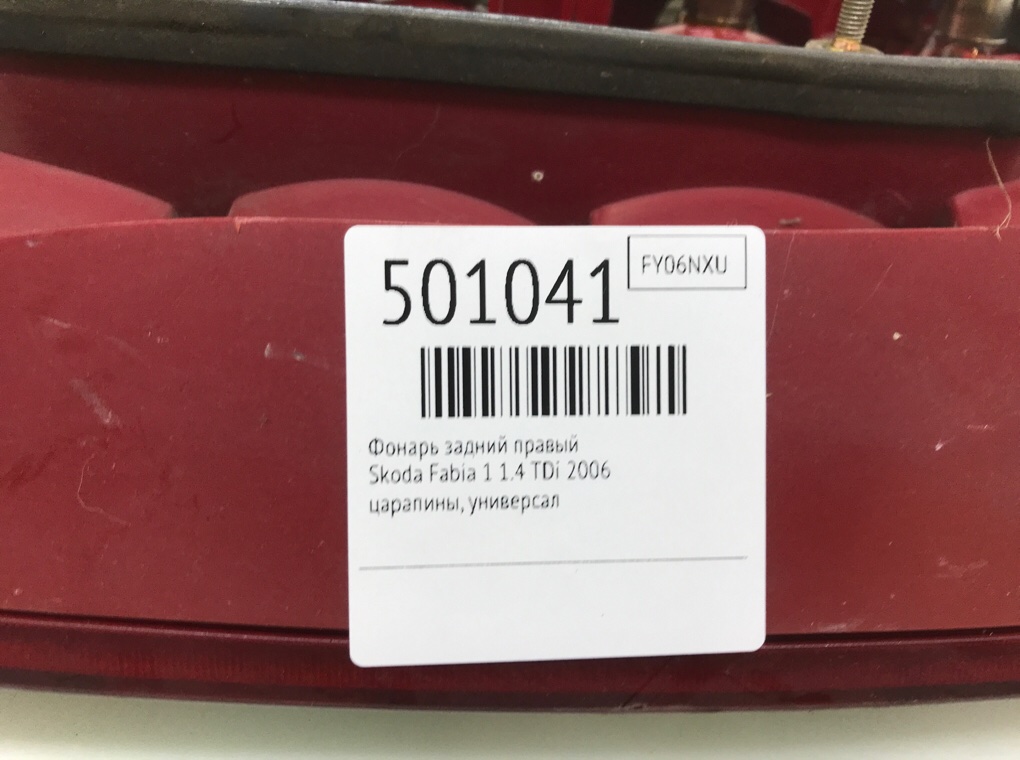 501041
FY06NXU
Фонарь задний правый
Skoda Fabia 1 1.4 TDi 2006
царапины, универсал